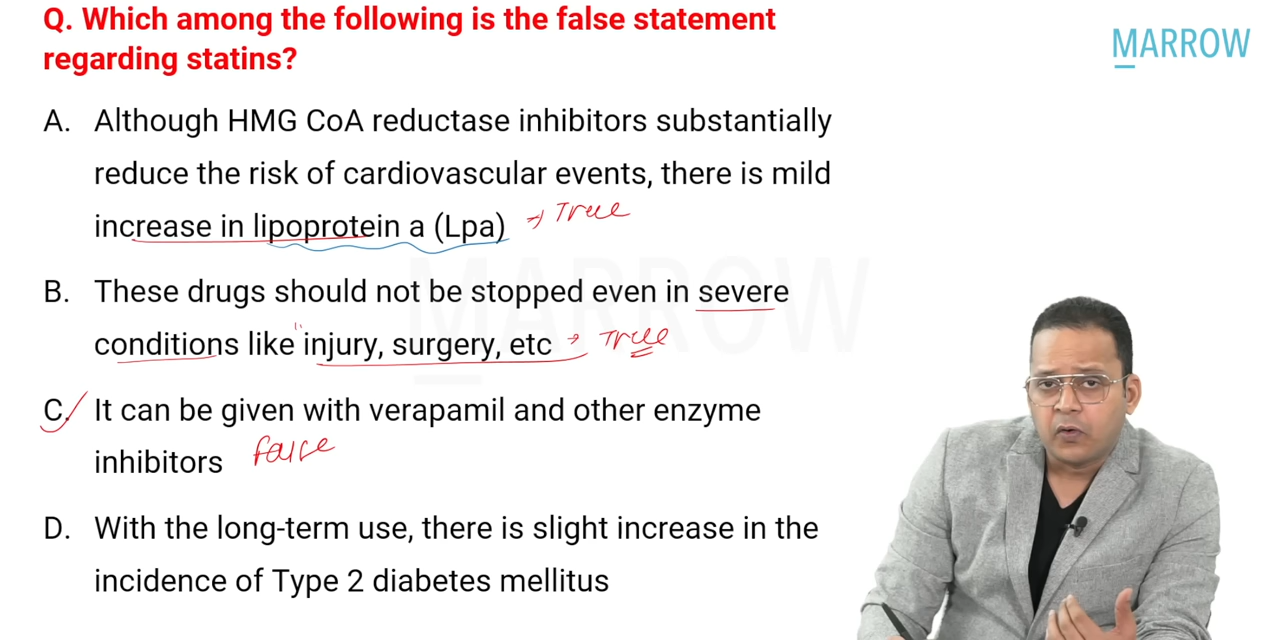 Q. Which among the following is the false statement
regarding statins?
MARROW
A. Although HMG CoA reductase inhibitors substantially
reduce the risk of cardiovascular events, there is mild
increase in lipoprotein a (Lpa) → True
B. These drugs should not be stopped even in severe
conditions like injury, surgery, etc → True
C. It can be given with verapamil and other enzyme
inhibitors false
D. With the long-term use, there is slight increase in the
incidence of Type 2 diabetes mellitus
MARROW